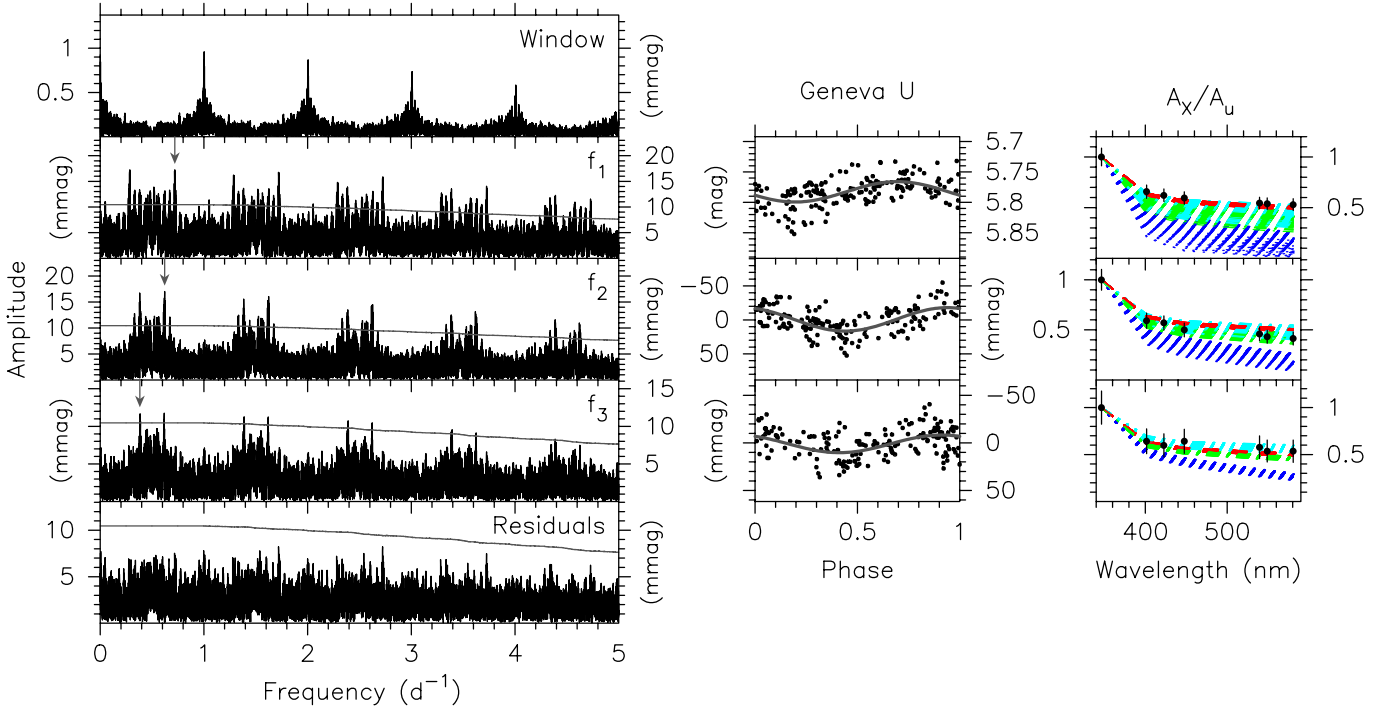 Window
1
0.5
(mmag)
f1
(mmag)
20
15
10
5
Amplitude
f2
20
15
10
5
(mmag)
f3
(mmag)
15
10
5
Residuals
10
5
(mmag)
0 1 2 3 4 5
Frequency (d−1)
Geneva U
(mag)
5.7
5.75
5.8
5.85
−50
0
50
(mmag)
(mmag)
−50
0
50
0 0.5 1
Phase
Ax/Au
1
0.5
1
0.5
1
0.5
400 500
Wavelength (nm)